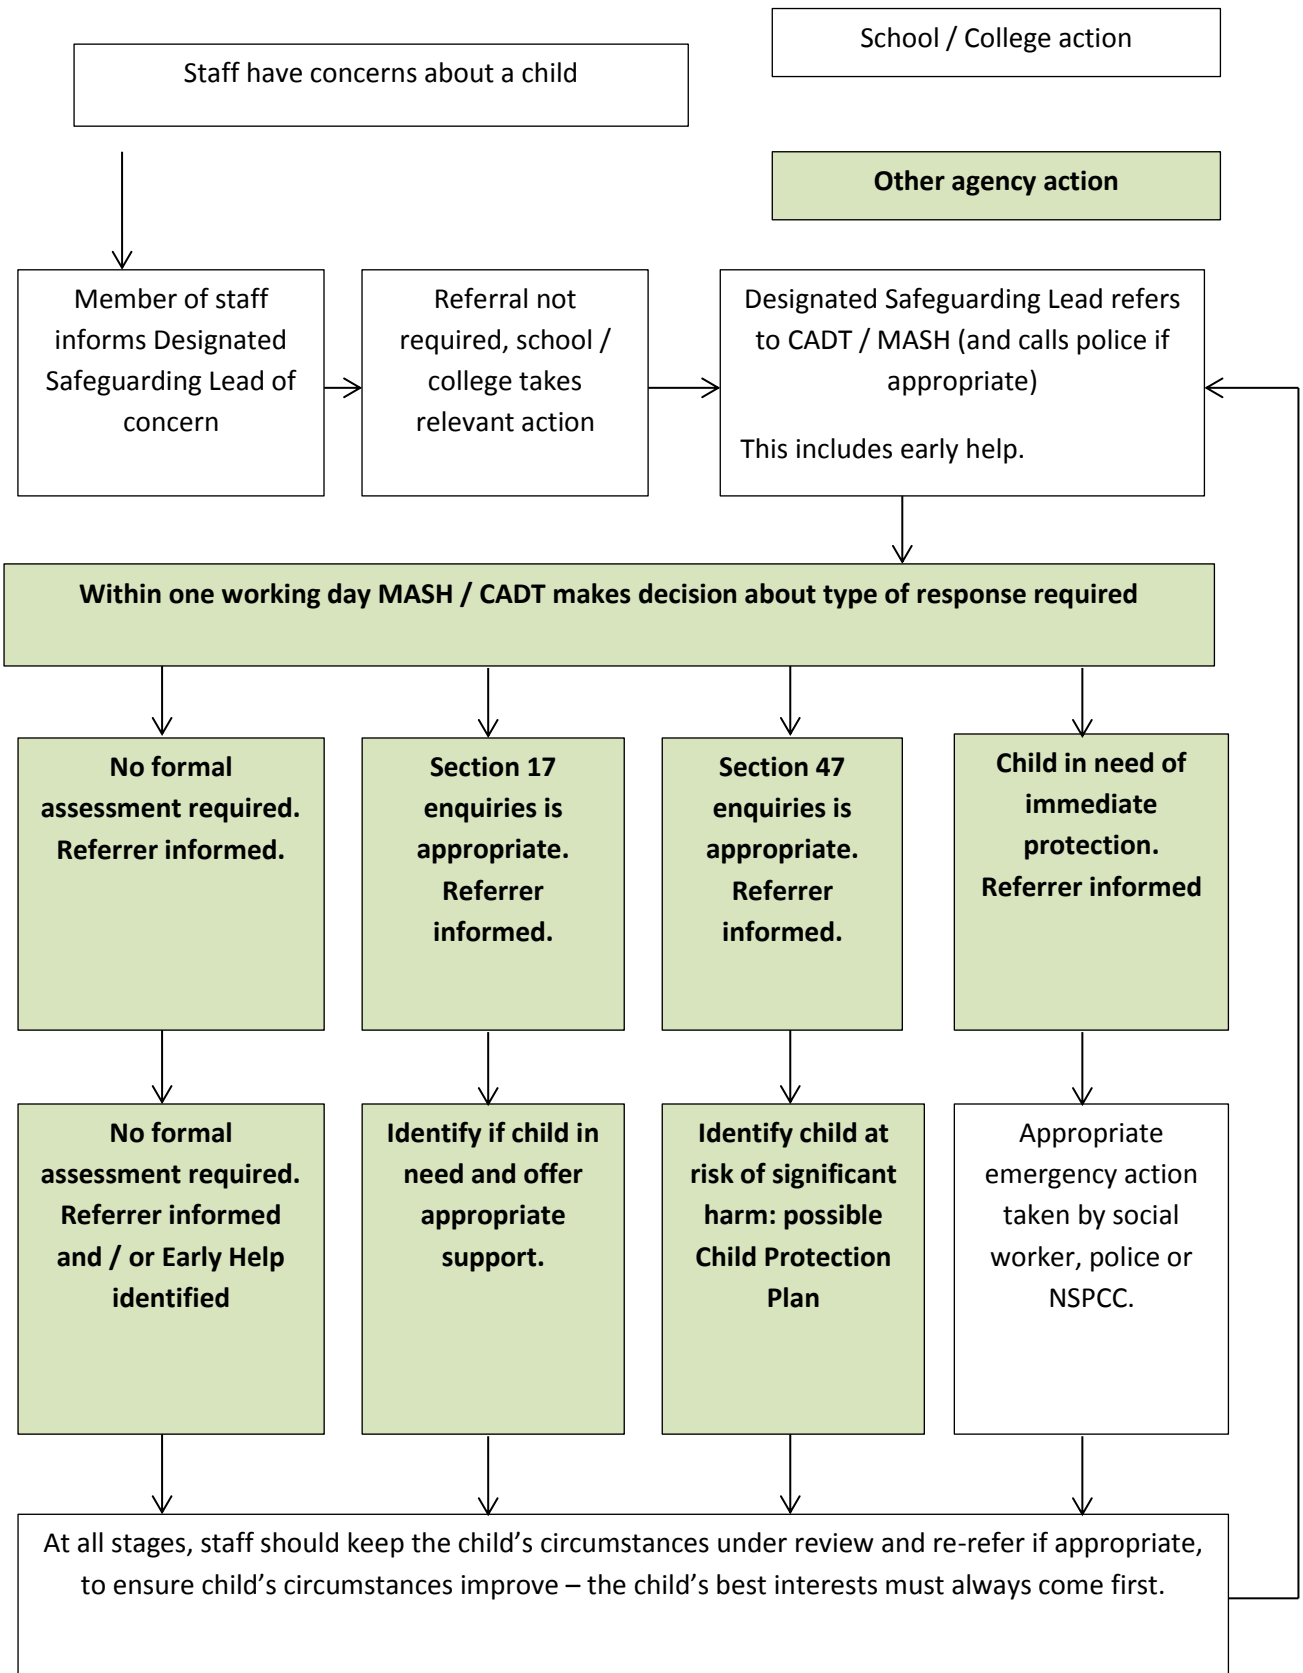 School / College action
Staff have concerns about a child
Other agency action
Member of staff
informs Designated
Safeguarding Lead of
concern
Referral not
required, school /
college takes
relevant action
Designated Safeguarding Lead refers
to CADT / MASH (and calls police if
appropriate)
This includes early help.
Within one working day MASH / CADT makes decision about type of response required
No formal
assessment required.
Referrer informed.
Section 17
enquiries is
appropriate.
Referrer
informed.
Section 47
enquiries is
appropriate.
Referrer
informed.
Child in need of
immediate
protection.
Referrer informed
No formal
assessment required.
Referrer informed
and / or Early Help
identified
Identify if child in
need and offer
appropriate
support.
Identify child at
risk of significant
harm: possible
Child Protection
Plan
Appropriate
emergency action
taken by social
worker, police or
NSPCC.
At all stages, staff should keep the child’s circumstances under review and re-refer if appropriate,
to ensure child’s circumstances improve – the child’s best interests must always come first.